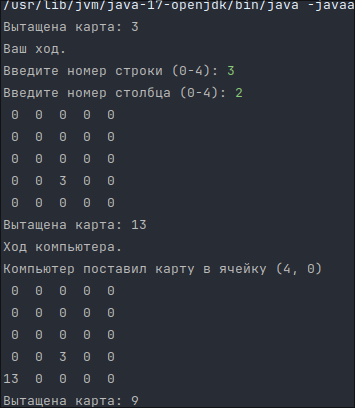 /usr/lib/jvm/java-17-openjdk/bin/java -javaa
Вытащена карта: 3
Ваш ход.
Введите номер строки (0-4): 3
Введите номер столбца (0-4): 2
0 0 0 0 0
0 0 0 0 0
0 0 0 0 0
0 0 3 0 0
0 0 0 0 0
Вытащена карта: 13
Ход компьютера.
Компьютер поставил карту в ячейку (4, 0)
0 0 0 0 0
0 0 0 0 0
0 0 0 0 0
0 0 3 0 0
13 0 0 0 0
Вытащена карта: 9